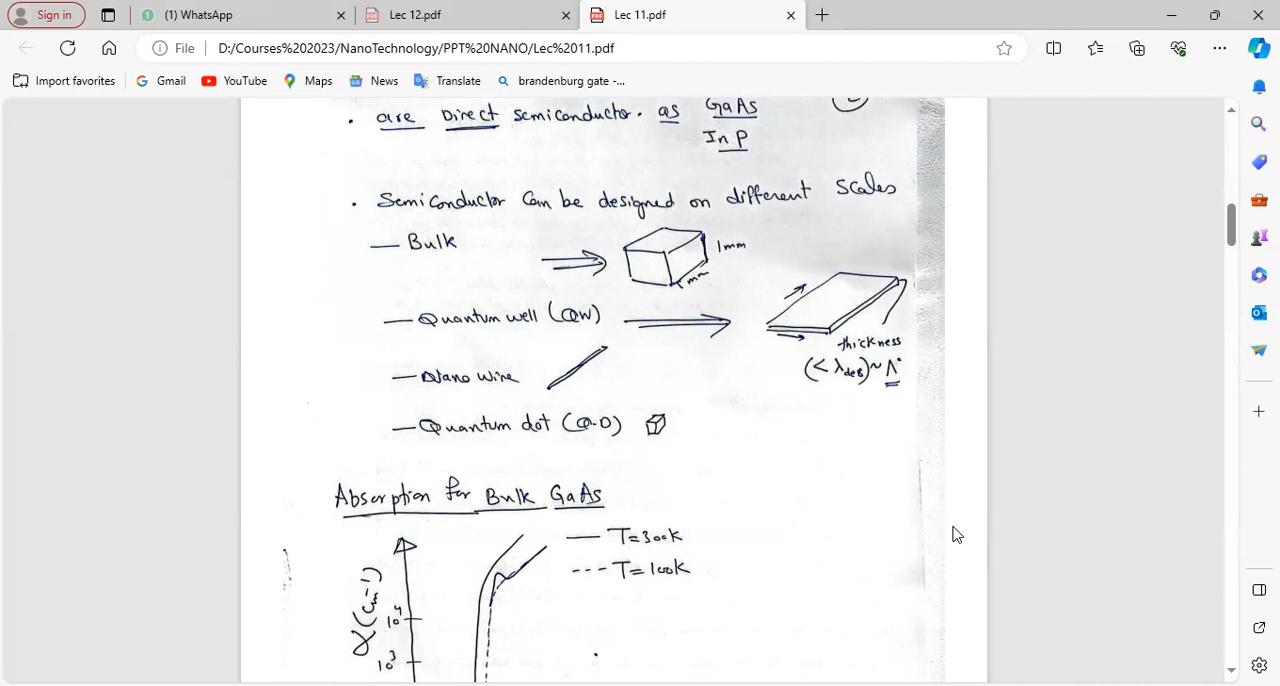 Sign in
(1) WhatsApp
Lec 12.pdf
Lec 11.pdf
File D:/Courses%202023/NanoTechnology/PPT%20NANO/Lec%2011.pdf
Import favorites
Gmail
YouTube
Maps
News
Translate
brandenburg gate -...
. are Direct semiconductor. as GaAs
InP
. Semiconductor can be designed on different scales
— Bulk
1mm
mm
— Quantum well (QW)
thickness
(< λdeB) ~ A°
— Nano wire
— Quantum dot (Q.D)
Absorption for Bulk GaAs
— T=300k
--- T=100k
(cm-1)
10⁴
10³